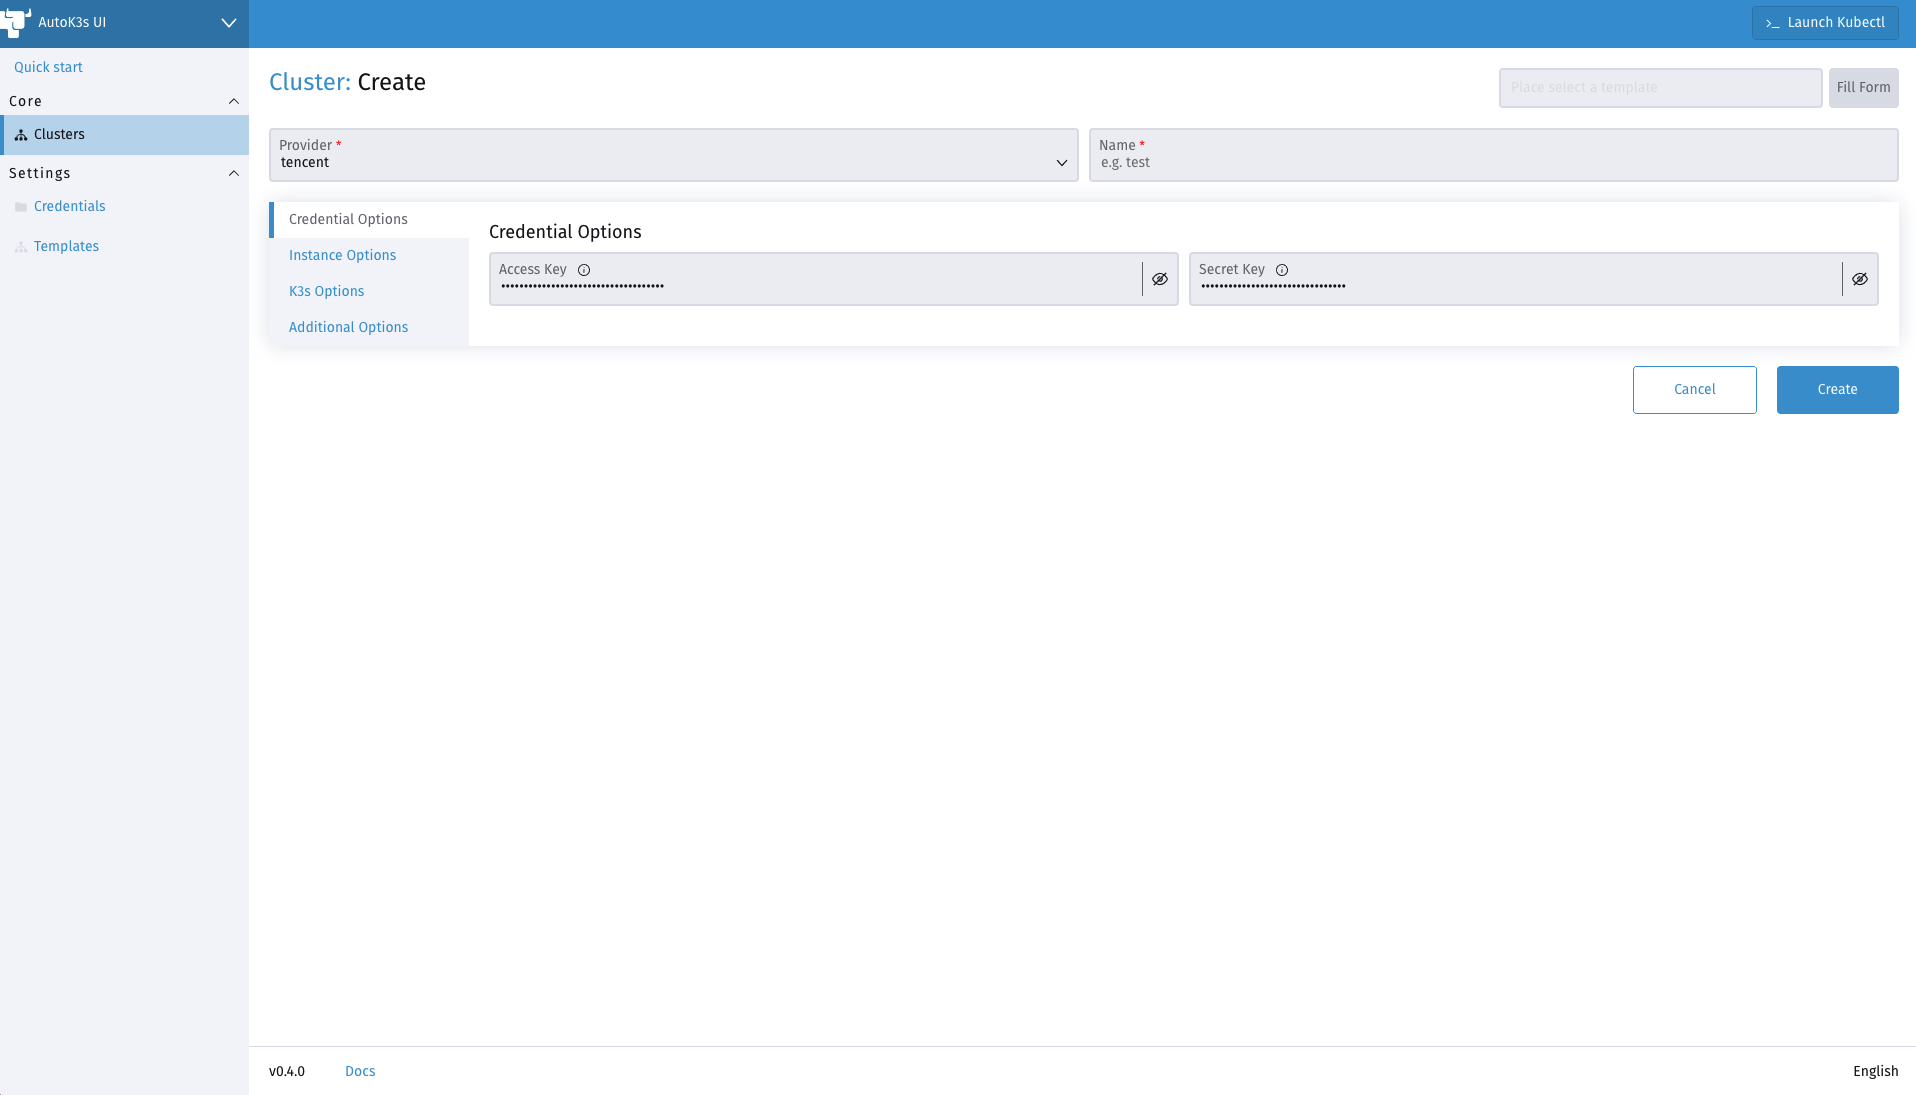 AutoK3s UI
>_ Launch Kubectl
Quick start
Core
Clusters
Settings
Credentials
Templates
Cluster: Create
Place select a template
Fill Form
Provider *
tencent
Name *
e.g. test
Credential Options
Instance Options
K3s Options
Additional Options
Credential Options
Access Key
Secret Key
Cancel
Create
v0.4.0
Docs
English